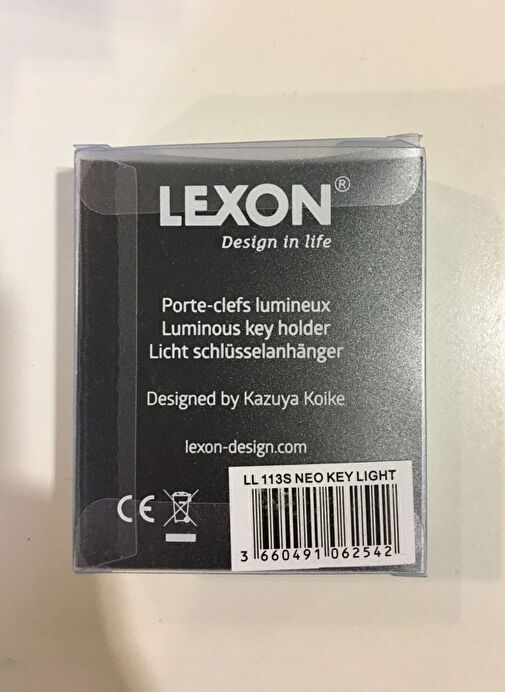 LEXON®
Design in life
Porte-clefs lumineux
Luminous key holder
Licht schlüsselanhänger
Designed by Kazuya Koike
lexon-design.com
LL 113S NEO KEY LIGHT
CE
3 660491 062542